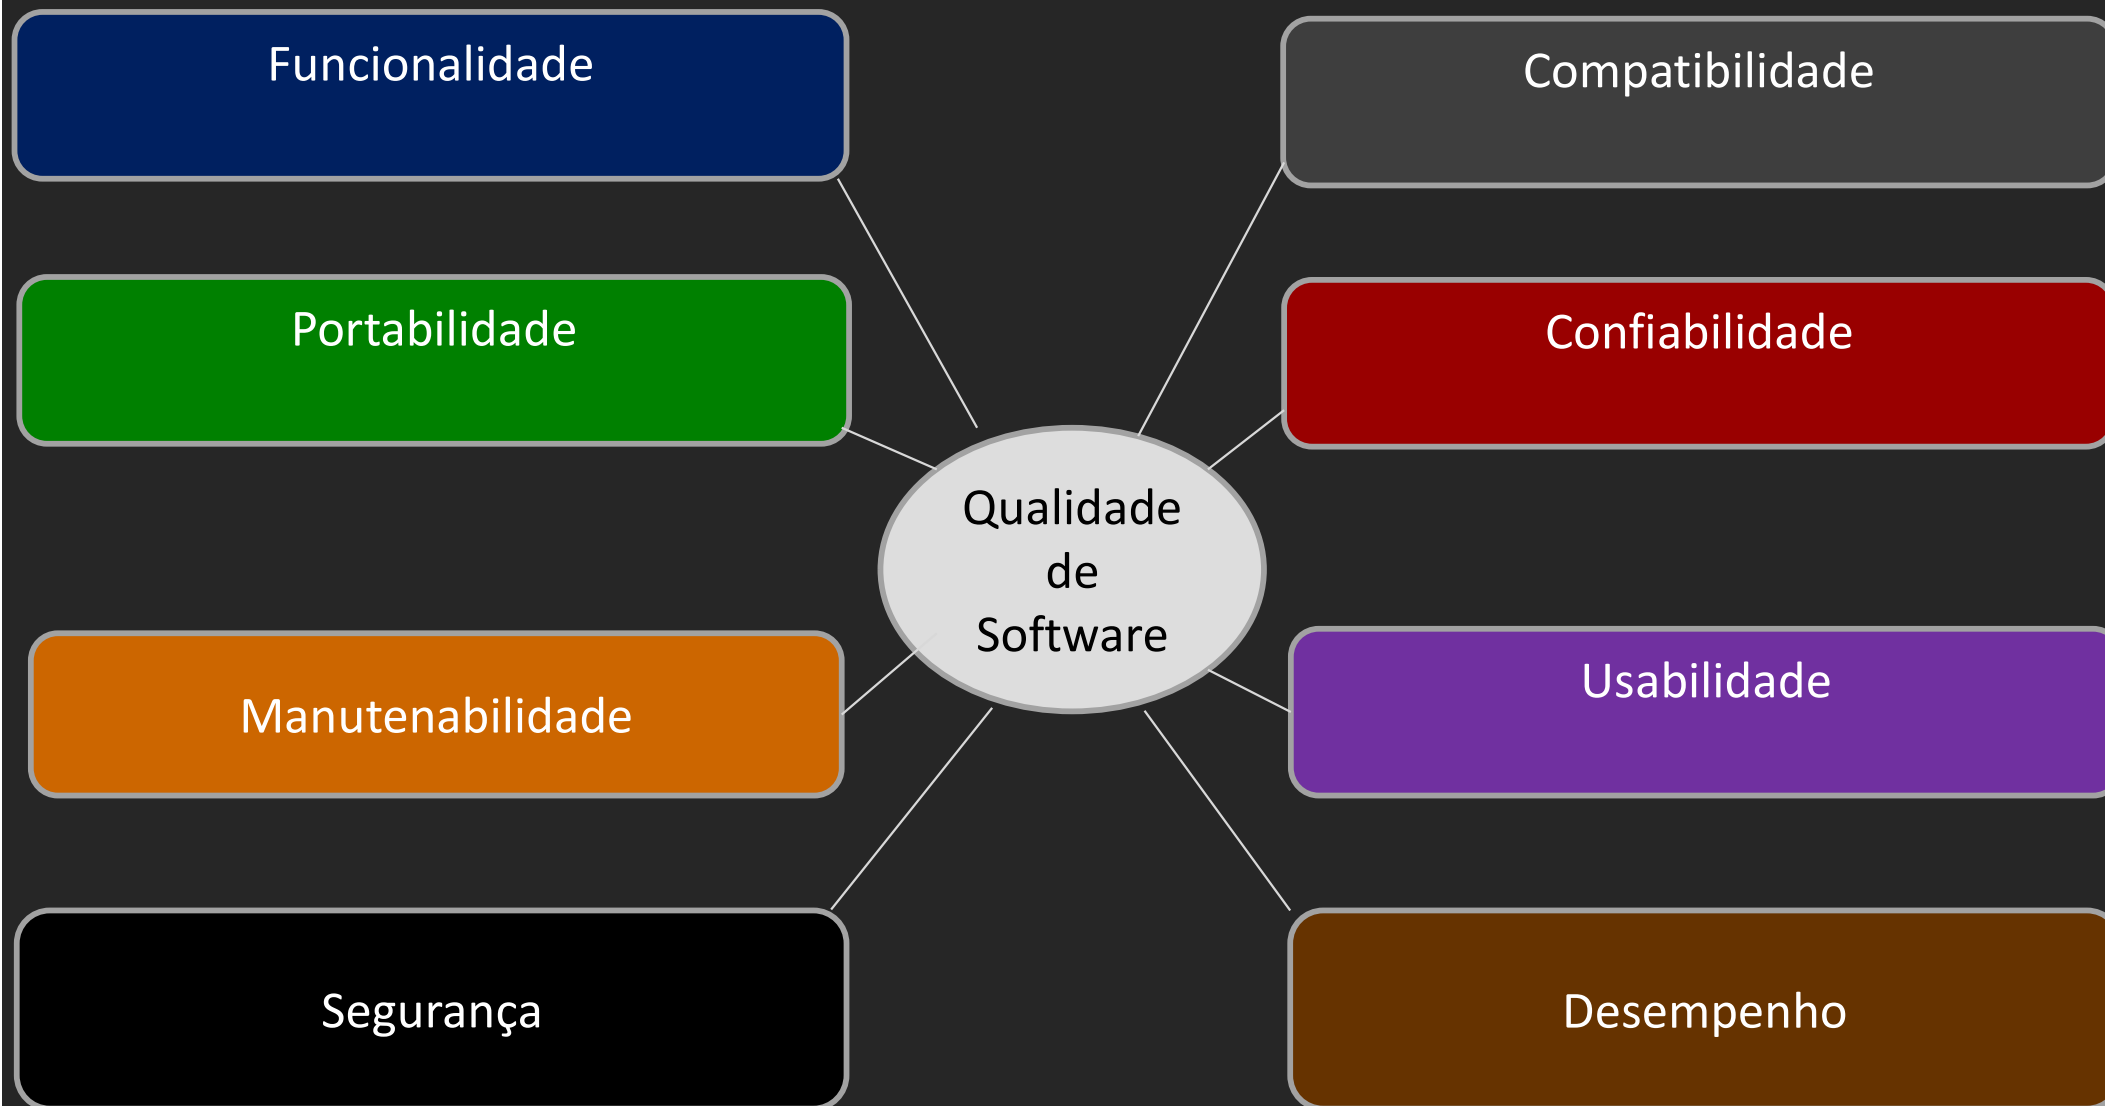 Funcionalidade
Compatibilidade
Portabilidade
Confiabilidade
Qualidade
de
Software
Manutenabilidade
Usabilidade
Segurança
Desempenho